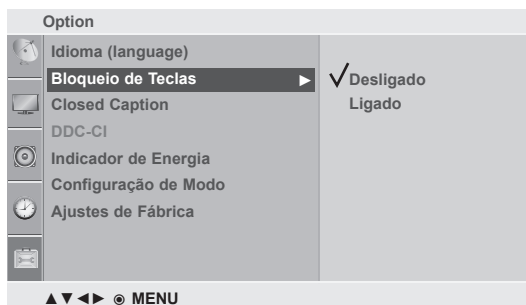 Option
Idioma (language)
Bloqueio de Teclas ▶
Closed Caption
DDC-CI
Indicador de Energia
Configuração de Modo
Ajustes de Fábrica
✓Desligado
Ligado
▲▼◀▶ ◉ MENU